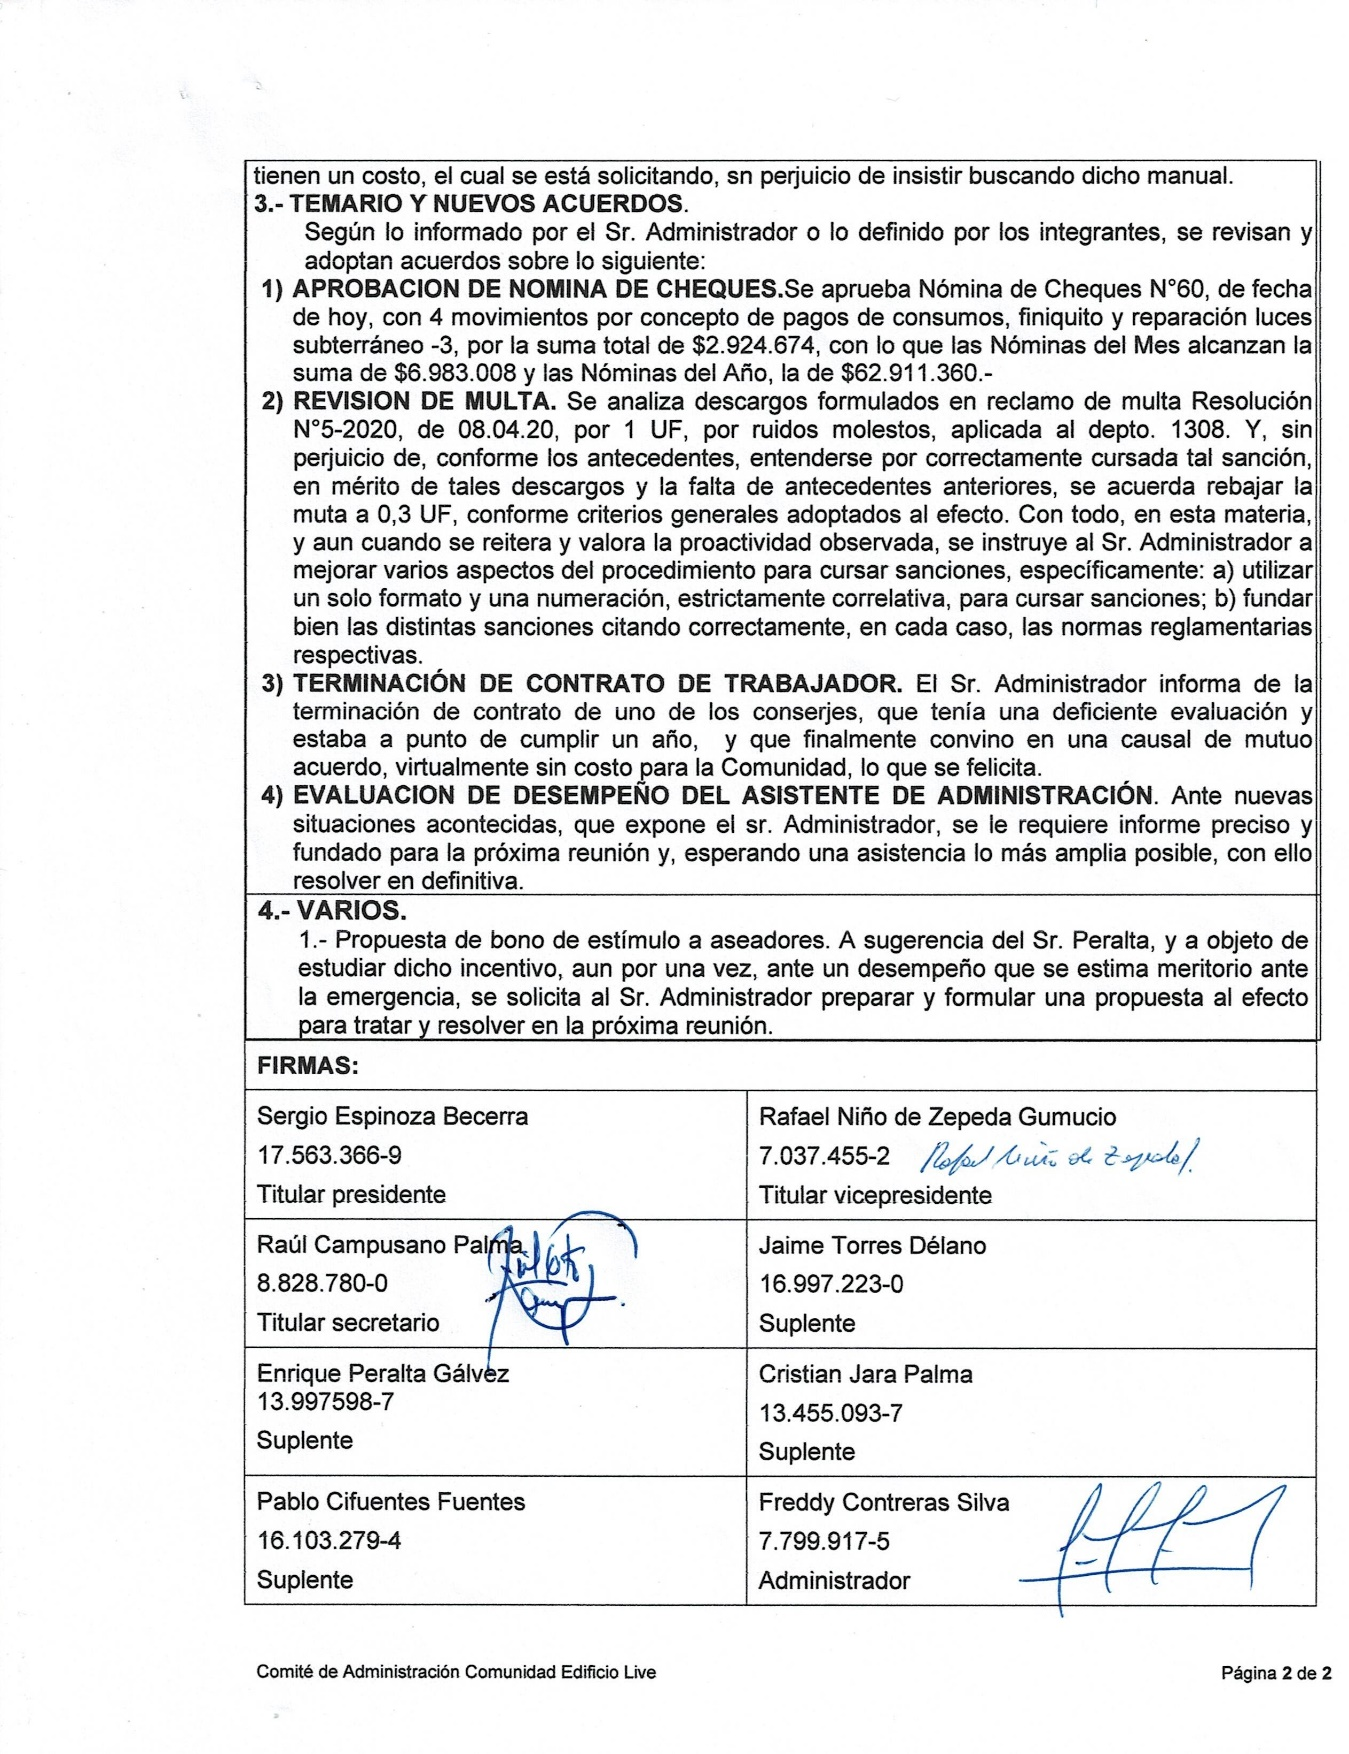 tienen un costo, el cual se está solicitando, sn perjuicio de insistir buscando dicho manual.
3.- TEMARIO Y NUEVOS ACUERDOS.
Según lo informado por el Sr. Administrador o lo definido por los integrantes, se revisan y
adoptan acuerdos sobre lo siguiente:
1) APROBACION DE NOMINA DE CHEQUES.Se aprueba Nómina de Cheques N°60, de fecha
de hoy, con 4 movimientos por concepto de pagos de consumos, finiquito y reparación luces
subterráneo -3, por la suma total de $2.924.674, con lo que las Nóminas del Mes alcanzan la
suma de $6.983.008 y las Nóminas del Año, la de $62.911.360.-
2) REVISION DE MULTA. Se analiza descargos formulados en reclamo de multa Resolución
N°5-2020, de 08.04.20, por 1 UF, por ruidos molestos, aplicada al depto. 1308. Y, sin
perjuicio de, conforme los antecedentes, entenderse por correctamente cursada tal sanción,
en mérito de tales descargos y la falta de antecedentes anteriores, se acuerda rebajar la
muta a 0,3 UF, conforme criterios generales adoptados al efecto. Con todo, en esta materia,
y aun cuando se reitera y valora la proactividad observada, se instruye al Sr. Administrador a
mejorar varios aspectos del procedimiento para cursar sanciones, específicamente: a) utilizar
un solo formato y una numeración, estrictamente correlativa, para cursar sanciones; b) fundar
bien las distintas sanciones citando correctamente, en cada caso, las normas reglamentarias
respectivas.
3) TERMINACIÓN DE CONTRATO DE TRABAJADOR. El Sr. Administrador informa de la
terminación de contrato de uno de los conserjes, que tenía una deficiente evaluación y
estaba a punto de cumplir un año, y que finalmente convino en una causal de mutuo
acuerdo, virtualmente sin costo para la Comunidad, lo que se felicita.
4) EVALUACION DE DESEMPEÑO DEL ASISTENTE DE ADMINISTRACIÓN. Ante nuevas
situaciones acontecidas, que expone el sr. Administrador, se le requiere informe preciso y
fundado para la próxima reunión y, esperando una asistencia lo más amplia posible, con ello
resolver en definitiva.
4.- VARIOS.
1.- Propuesta de bono de estímulo a aseadores. A sugerencia del Sr. Peralta, y a objeto de
estudiar dicho incentivo, aun por una vez, ante un desempeño que se estima meritorio ante
la emergencia, se solicita al Sr. Administrador preparar y formular una propuesta al efecto
para tratar y resolver en la próxima reunión.
FIRMAS:
Sergio Espinoza Becerra
17.563.366-9
Titular presidente
Rafael Niño de Zepeda Gumucio
7.037.455-2 Rafael Niño de Zepeda
Titular vicepresidente
Raúl Campusano Palma
8.828.780-0
Titular secretario
Jaime Torres Délano
16.997.223-0
Suplente
Enrique Peralta Gálvez
13.997598-7
Suplente
Cristian Jara Palma
13.455.093-7
Suplente
Pablo Cifuentes Fuentes
16.103.279-4
Suplente
Freddy Contreras Silva
7.799.917-5
Administrador
Comité de Administración Comunidad Edificio Live
Página 2 de 2